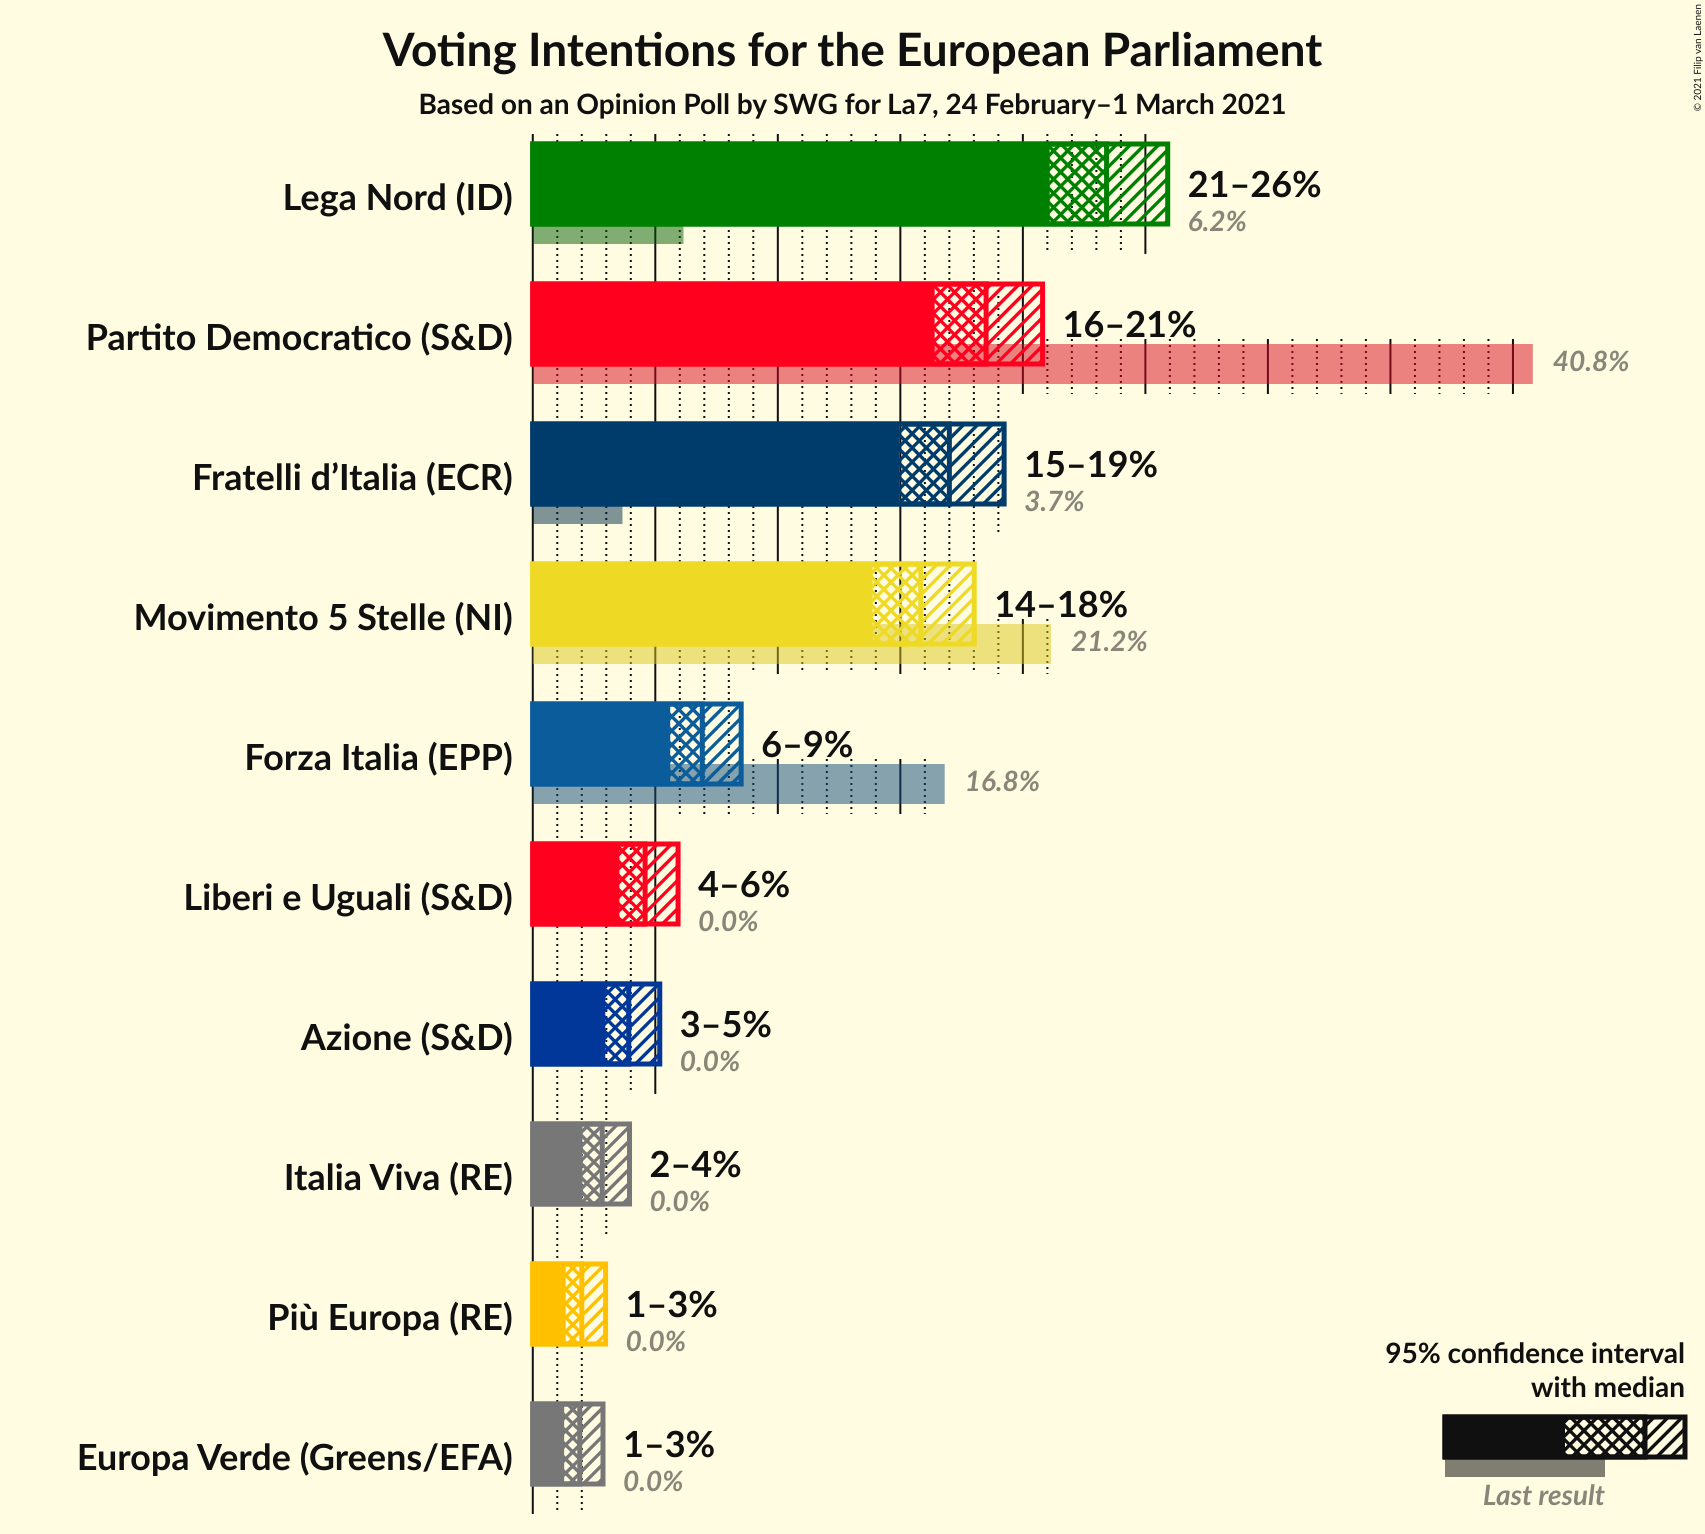 Voting Intentions for the European Parliament
Based on an Opinion Poll by SWG for La7, 24 February–1 March 2021
© 2021 Filip van Laenen
Lega Nord (ID)
21–26%
6.2%
Partito Democratico (S&D)
16–21%
40.8%
Fratelli d’Italia (ECR)
15–19%
3.7%
Movimento 5 Stelle (NI)
14–18%
21.2%
Forza Italia (EPP)
6–9%
16.8%
Liberi e Uguali (S&D)
4–6%
0.0%
Azione (S&D)
3–5%
0.0%
Italia Viva (RE)
2–4%
0.0%
Più Europa (RE)
1–3%
0.0%
Europa Verde (Greens/EFA)
1–3%
0.0%
95% confidence interval
with median
Last result